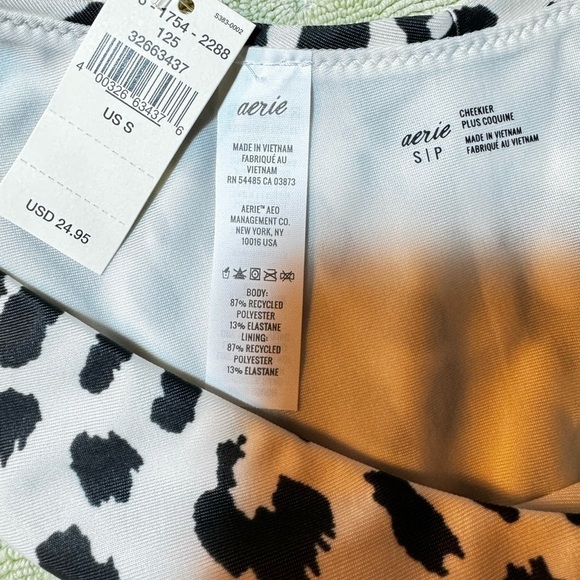 - 1754 - 2288
5383-0002
125
32663437
4 00326 63437 6
US S
USD 24.95
aerie
MADE IN VIETNAM
FABRIQUÉ AU
VIETNAM
RN 54485 CA 03873
AERIE™ AEO
MANAGEMENT CO.
NEW YORK, NY
10016 USA
BODY:
87% RECYCLED
POLYESTER
13% ELASTANE
LINING:
87% RECYCLED
POLYESTER
13% ELASTANE
aerie
S|P
CHEEKIER
PLUS COQUINE
MADE IN VIETNAM
FABRIQUÉ AU VIETNAM